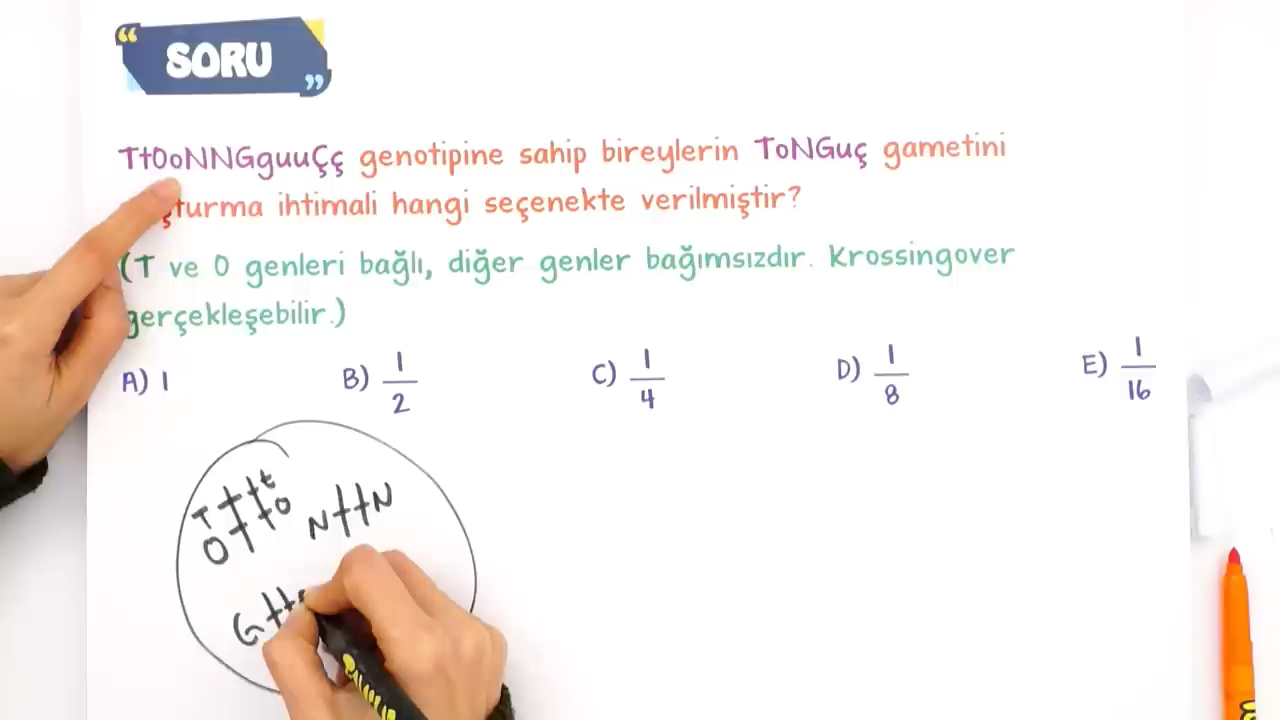 SORU
TtOoNNGguuÇç genotipine sahip bireylerin ToNGuç gametini
şturma ihtimali hangi seçenekte verilmiştir?
(T ve O genleri bağlı, diğer genler bağımsızdır. Krossingover
gerçekleşebilir.)
A) 1 B) 1/2 C) 1/4 D) 1/8 E) 1/16
T t
O o N N
G